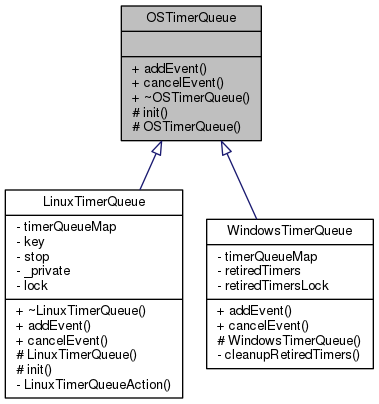 OSTimerQueue
+ addEvent()
+ cancelEvent()
+ ~OSTimerQueue()
# init()
# OSTimerQueue()
LinuxTimerQueue
- timerQueueMap
- key
- stop
- _private
- lock
+ ~LinuxTimerQueue()
+ addEvent()
+ cancelEvent()
# LinuxTimerQueue()
# init()
- LinuxTimerQueueAction()
WindowsTimerQueue
- timerQueueMap
- retiredTimers
- retiredTimersLock
+ addEvent()
+ cancelEvent()
# WindowsTimerQueue()
- cleanupRetiredTimers()